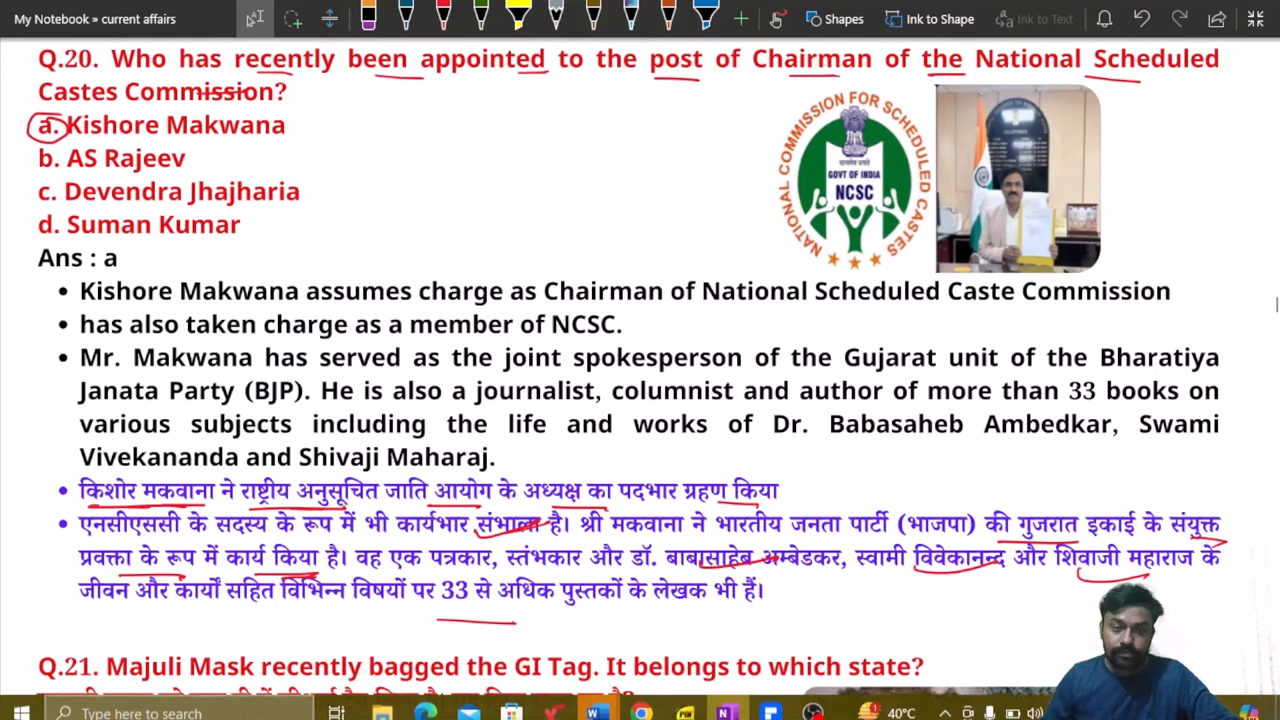 My Notebook » current affairs
Shapes
Ink to Shape
Ink to Text
Q.20. Who has recently been appointed to the post of Chairman of the National Scheduled
Castes Commission?
a. Kishore Makwana
b. AS Rajeev
c. Devendra Jhajharia
d. Suman Kumar
NATIONAL COMMISSION FOR SCHEDULED CASTES
सत्यमेव जयते
GOVT OF INDIA
NCSC
Ans : a
• Kishore Makwana assumes charge as Chairman of National Scheduled Caste Commission
• has also taken charge as a member of NCSC.
• Mr. Makwana has served as the joint spokesperson of the Gujarat unit of the Bharatiya
Janata Party (BJP). He is also a journalist, columnist and author of more than 33 books on
various subjects including the life and works of Dr. Babasaheb Ambedkar, Swami
Vivekananda and Shivaji Maharaj.
• किशोर मकवाना ने राष्ट्रीय अनुसूचित जाति आयोग के अध्यक्ष का पदभार ग्रहण किया
• एनसीएससी के सदस्य के रूप में भी कार्यभार संभाला है। श्री मकवाना ने भारतीय जनता पार्टी (भाजपा) की गुजरात इकाई के संयुक्त
प्रवक्ता के रूप में कार्य किया है। वह एक पत्रकार, स्तंभकार और डॉ. बाबासाहेब अम्बेडकर, स्वामी विवेकानन्द और शिवाजी महाराज के
जीवन और कार्यों सहित विभिन्न विषयों पर 33 से अधिक पुस्तकों के लेखक भी हैं।
Q.21. Majuli Mask recently bagged the GI Tag. It belongs to which state?
Type here to search
40°C